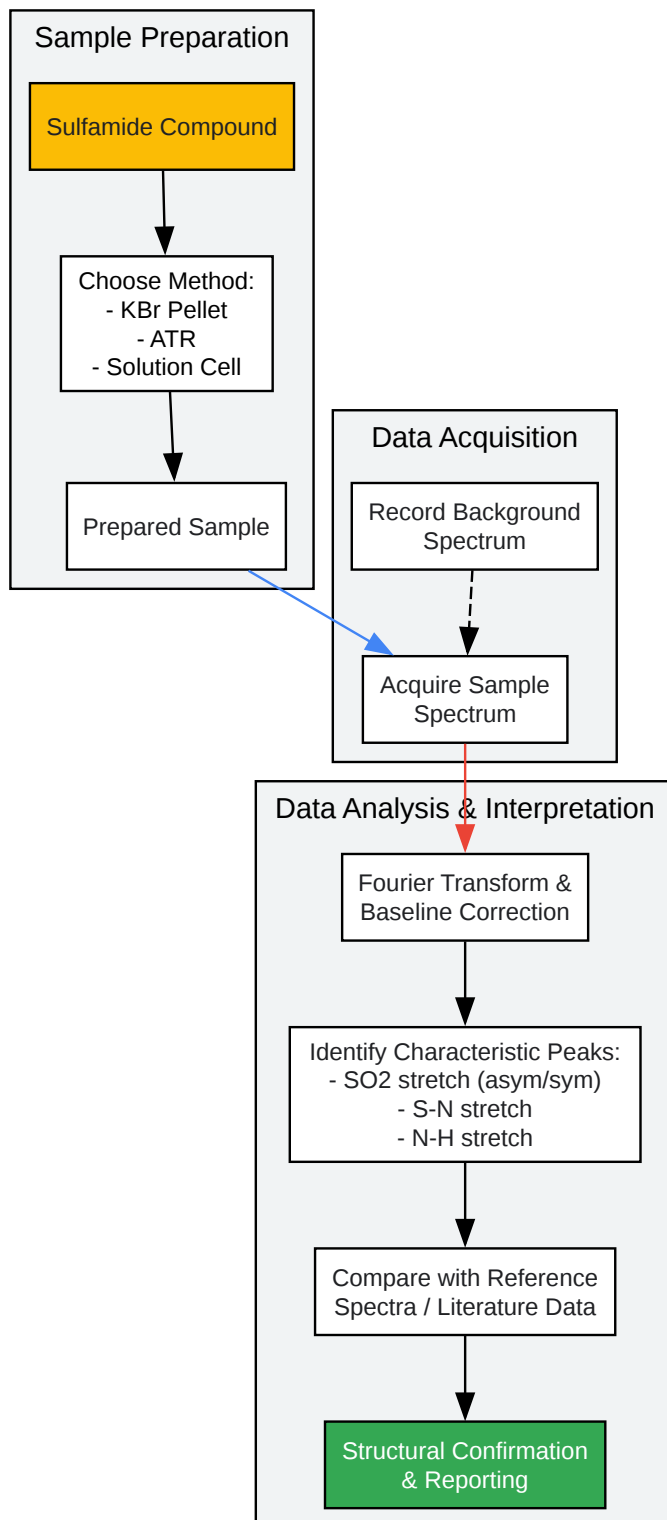 Sample Preparation
Sulfamide Compound
Choose Method:
- KBr Pellet
- ATR
- Solution Cell
Prepared Sample
Data Acquisition
Record Background
Spectrum
Acquire Sample
Spectrum
Data Analysis & Interpretation
Fourier Transform &
Baseline Correction
Identify Characteristic Peaks:
- SO2 stretch (asym/sym)
- S-N stretch
- N-H stretch
Compare with Reference
Spectra / Literature Data
Structural Confirmation
& Reporting